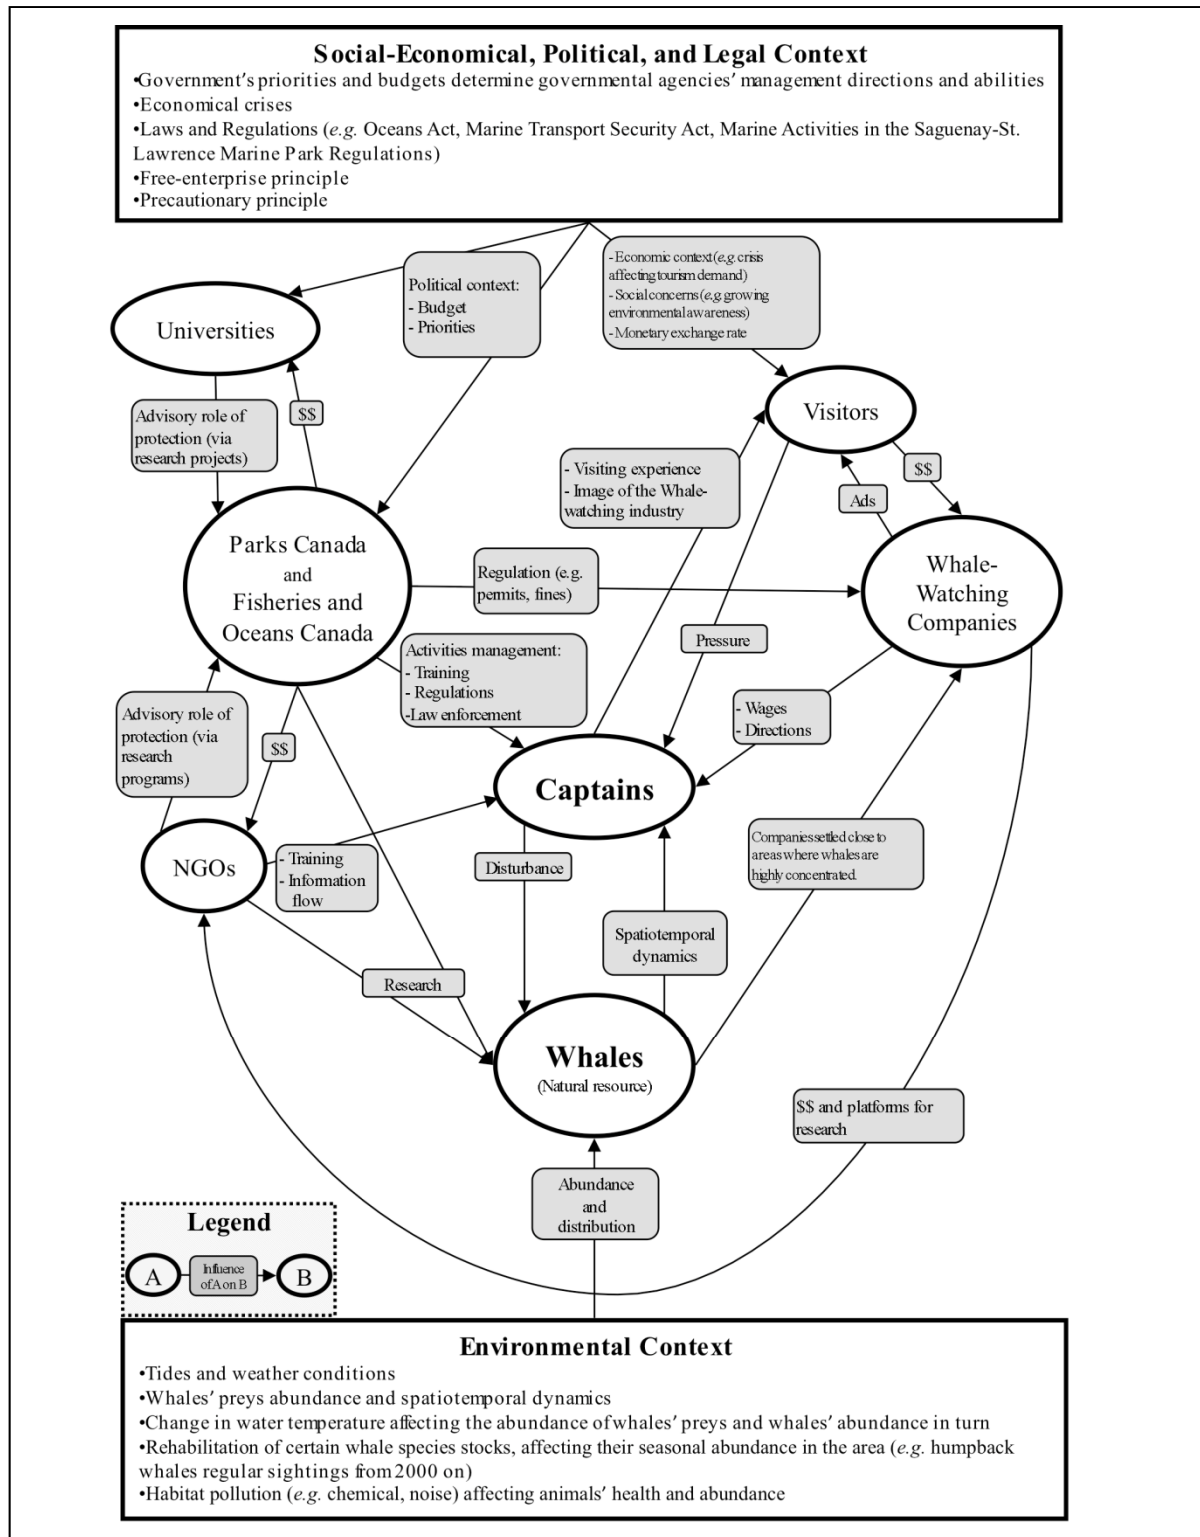 Social-Economical, Political, and Legal Context
•Government's priorities and budgets determine governmental agencies' management directions and abilities
•Economical crises
•Laws and Regulations (e.g. Oceans Act, Marine Transport Security Act, Marine Activities in the Saguenay-St.
Lawrence Marine Park Regulations)
•Free-enterprise principle
•Precautionary principle
Political context:
- Budget
- Priorities
- Economic context (e.g. crisis
affecting tourism demand)
- Social concerns (e.g. growing
environmental awareness)
- Monetary exchange rate
Universities
Visitors
Advisory role of
protection (via
research projects)
$$
- Visiting experience
- Image of the Whale-
watching industry
$$
Ads
Parks Canada
and
Fisheries and
Oceans Canada
Regulation (e.g.
permits, fines)
Whale-
Watching
Companies
Pressure
Activities management:
- Training
- Regulations
-Law enforcement
Advisory role of
protection (via
research
programs)
$$
- Wages
- Directions
Captains
NGOs
- Training
- Information
flow
Disturbance
Companies settled close to
areas where whales are
highly concentrated.
Spatiotemporal
dynamics
Research
Whales
(Natural resource)
$$ and platforms for
research
Abundance
and
distribution
Legend
A
Influence
of A on B
B
Environmental Context
•Tides and weather conditions
•Whales' preys abundance and spatiotemporal dynamics
•Change in water temperature affecting the abundance of whales' preys and whales' abundance in turn
•Rehabilitation of certain whale species stocks, affecting their seasonal abundance in the area (e.g. humpback
whales regular sightings from 2000 on)
•Habitat pollution (e.g. chemical, noise) affecting animals' health and abundance